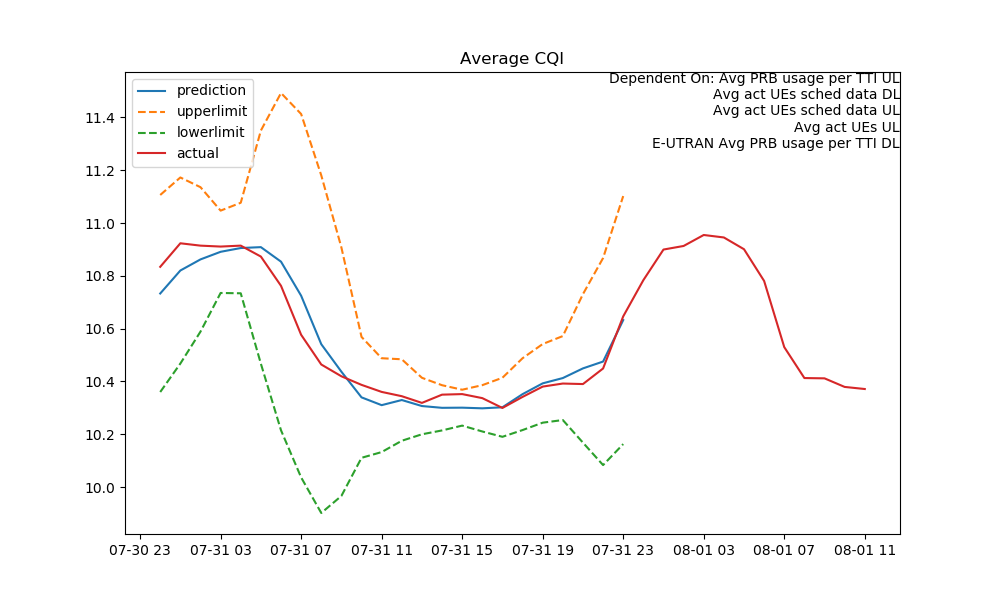 Average CQI
prediction
upperlimit
lowerlimit
actual
Dependent On: Avg PRB usage per TTI UL
Avg act UEs sched data DL
Avg act UEs sched data UL
Avg act UEs UL
E-UTRAN Avg PRB usage per TTI DL
11.4
11.2
11.0
10.8
10.6
10.4
10.2
10.0
07-30 23
07-31 03
07-31 07
07-31 11
07-31 15
07-31 19
07-31 23
08-01 03
08-01 07
08-01 11